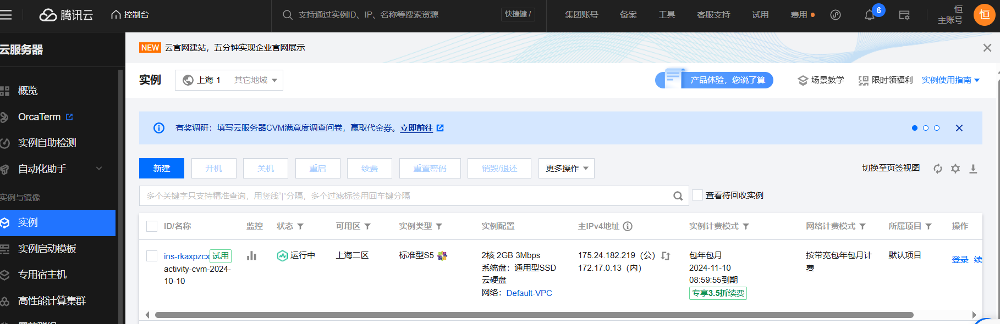 腾讯云
控制台
支持通过实例ID、IP、名称等搜索资源
快捷键 /
集团账号
备案
工具
客服支持
试用
费用
6
恒
主账号
恒
云服务器
概览
OrcaTerm
实例自助检测
自动化助手
实例与镜像
实例
实例启动模板
专用宿主机
高性能计算集群
NEW 云官网建站，五分钟实现企业官网展示
实例
上海 1
其它地域
产品体验，您说了算
场景教学
限时领福利
实例使用指南
有奖调研：填写云服务器CVM满意度调查问卷，赢取代金券。立即前往
新建
开机
关机
重启
续费
重置密码
销毁/退还
更多操作
切换至页签视图
多个关键字只支持精准查询，用竖线“|”分隔，多个过滤标签用回车键分隔
查看待回收实例
ID/名称
监控
状态
可用区
实例类型
实例配置
主IPv4地址
实例计费模式
网络计费模式
所属项目
操作
ins-rkaxpzcx 试用
activity-cvm-2024-
10-10
运行中
上海二区
标准型S5
2核 2GB 3Mbps
系统盘：通用型SSD
云硬盘
网络：Default-VPC
175.24.182.219（公）
172.17.0.13（内）
包年包月
2024-11-10
08:59:55到期
专享3.5折续费
按带宽包年包月计
费
默认项目
登录 续